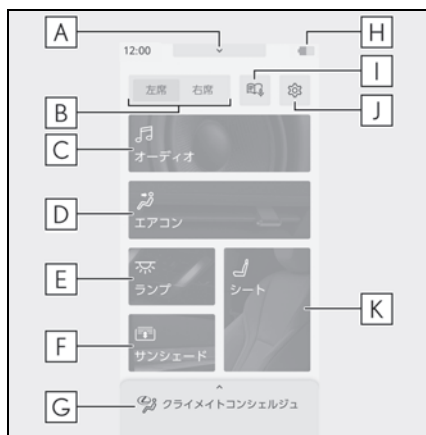 A
H
12:00
I
左席 右席
J
B
C
オーディオ
D
エアコン
E
ランプ
シート
K
F
サンシェード
G
クライメイトコンシェルジュ